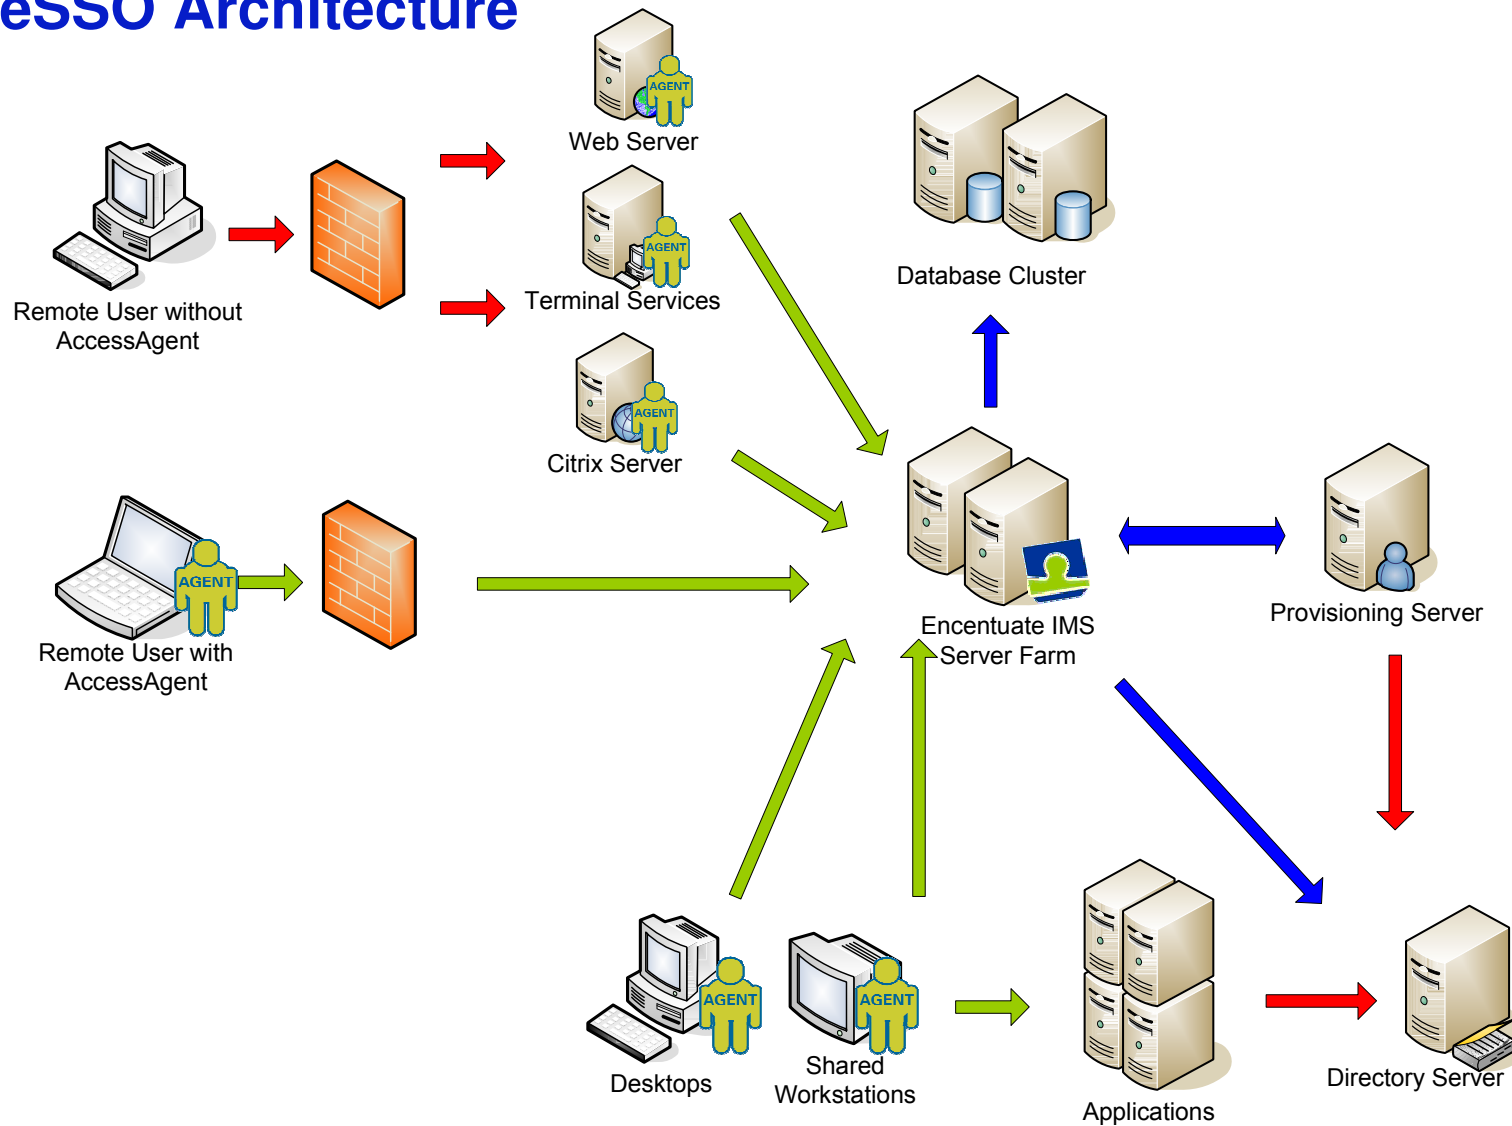 eSSO Architecture
AGENT
Web Server
AGENT
Terminal Services
AGENT
Citrix Server
Database Cluster
Remote User without
AccessAgent
AGENT
Remote User with
AccessAgent
Encentuate IMS
Server Farm
Provisioning Server
AGENT
Desktops
AGENT
Shared
Workstations
Applications
Directory Server